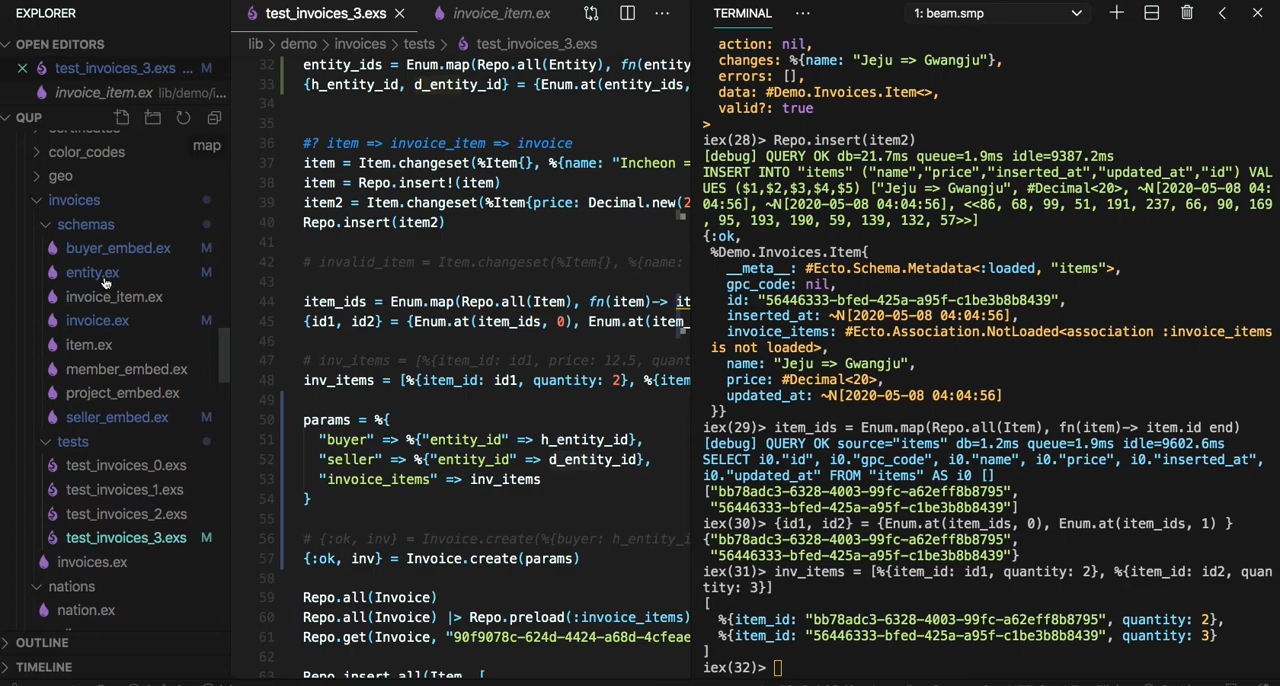 EXPLORER
OPEN EDITORS
test_invoices_3.exs ... M
invoice_item.ex lib/demo/i...
QUP
map
color_codes
geo
invoices
schemas
buyer_embed.ex M
entity.ex M
invoice_item.ex
invoice.ex M
item.ex
member_embed.ex
project_embed.ex
seller_embed.ex M
tests
test_invoices_0.exs
test_invoices_1.exs
test_invoices_2.exs
test_invoices_3.exs M
invoices.ex
nations
nation.ex
OUTLINE
TIMELINE
test_invoices_3.exs
invoice_item.ex
lib > demo > invoices > tests > test_invoices_3.exs
32 entity_ids = Enum.map(Repo.all(Entity), fn(entity
33 {h_entity_id, d_entity_id} = {Enum.at(entity_ids,
34
35
36 #? item => invoice_item => invoice
37 item = Item.changeset(%Item{}, %{name: "Incheon =
38 item = Repo.insert!(item)
39 item2 = Item.changeset(%Item{price: Decimal.new(2
40 Repo.insert(item2)
41
42 # invalid_item = Item.changeset(%Item{}, %{name:
43
44 item_ids = Enum.map(Repo.all(Item), fn(item)-> it
45 {id1, id2} = {Enum.at(item_ids, 0), Enum.at(item_
46
47 # inv_items = [%{item_id: id1, price: 12.5, quant
48 inv_items = [%{item_id: id1, quantity: 2}, %{item
49
50 params = %{
51 "buyer" => %{"entity_id" => h_entity_id},
52 "seller" => %{"entity_id" => d_entity_id},
53 "invoice_items" => inv_items
54 }
55
56 # {:ok, inv} = Invoice.create(%{buyer: h_entity_i
57 {:ok, inv} = Invoice.create(params)
58
59 Repo.all(Invoice)
60 Repo.all(Invoice) |> Repo.preload(:invoice_items)
61 Repo.get(Invoice, "90f9078c-624d-4424-a68d-4cfeae
62
63 Repo.insert_all(Item, [
TERMINAL
1: beam.smp
action: nil,
changes: %{name: "Jeju => Gwangju"},
errors: [],
data: #Demo.Invoices.Item<>,
valid?: true
>
iex(28)> Repo.insert(item2)
[debug] QUERY OK db=21.7ms queue=1.9ms idle=9387.2ms
INSERT INTO "items" ("name","price","inserted_at","updated_at","id") VAL
UES ($1,$2,$3,$4,$5) ["Jeju => Gwangju", #Decimal<20>, ~N[2020-05-08 04:
04:56], ~N[2020-05-08 04:04:56], <<86, 68, 99, 51, 191, 237, 66, 90, 169
, 95, 193, 190, 59, 139, 132, 57>>]
{:ok,
%Demo.Invoices.Item{
__meta__: #Ecto.Schema.Metadata<:loaded, "items">,
gpc_code: nil,
id: "56446333-bfed-425a-a95f-c1be3b8b8439",
inserted_at: ~N[2020-05-08 04:04:56],
invoice_items: #Ecto.Association.NotLoaded<association :invoice_items
is not loaded>,
name: "Jeju => Gwangju",
price: #Decimal<20>,
updated_at: ~N[2020-05-08 04:04:56]
}}
iex(29)> item_ids = Enum.map(Repo.all(Item), fn(item)-> item.id end)
[debug] QUERY OK source="items" db=1.2ms queue=1.9ms idle=9602.6ms
SELECT i0."id", i0."gpc_code", i0."name", i0."price", i0."inserted_at",
i0."updated_at" FROM "items" AS i0 []
["bb78adc3-6328-4003-99fc-a62eff8b8795",
"56446333-bfed-425a-a95f-c1be3b8b8439"]
iex(30)> {id1, id2} = {Enum.at(item_ids, 0), Enum.at(item_ids, 1) }
{"bb78adc3-6328-4003-99fc-a62eff8b8795",
"56446333-bfed-425a-a95f-c1be3b8b8439"}
iex(31)> inv_items = [%{item_id: id1, quantity: 2}, %{item_id: id2, quan
tity: 3}]
[
%{item_id: "bb78adc3-6328-4003-99fc-a62eff8b8795", quantity: 2},
%{item_id: "56446333-bfed-425a-a95f-c1be3b8b8439", quantity: 3}
]
iex(32)>